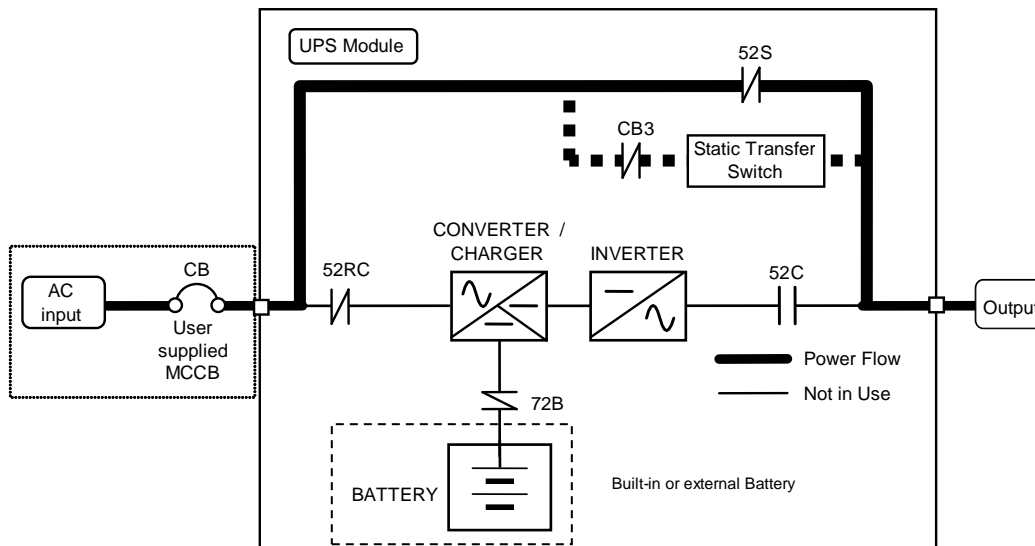 UPS Module
52S
CB3
Static Transfer
Switch
CONVERTER /
CHARGER
INVERTER
52RC
52C
CB
AC
input
User
supplied
MCCB
Output
Power Flow
Not in Use
72B
BATTERY
Built-in or external Battery